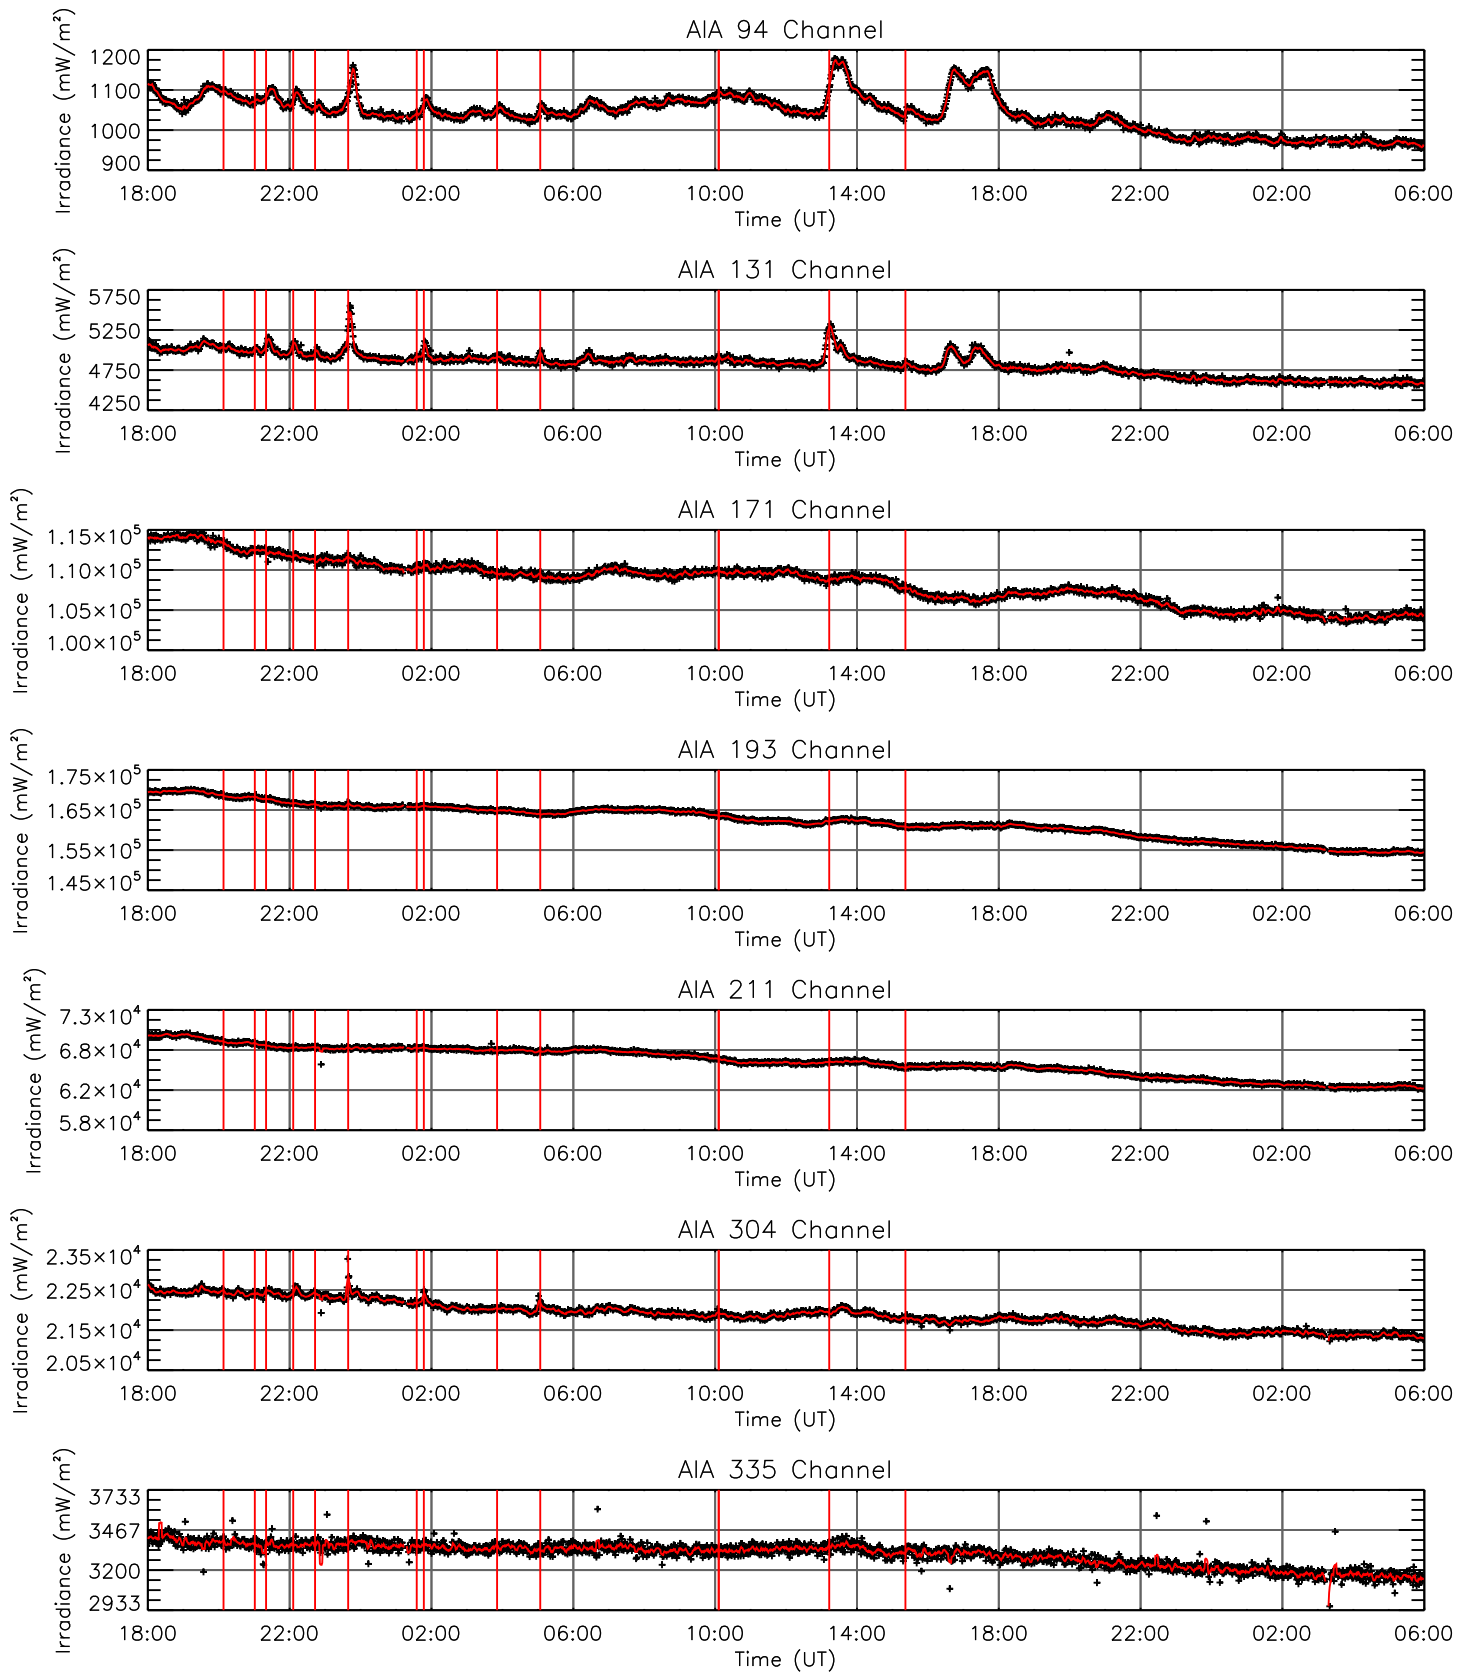 AIA 94 Channel
Irradiance (mW/m²)
1200
1100
1000
900
18:00 22:00 02:00 06:00 10:00 14:00 18:00 22:00 02:00 06:00
Time (UT)
AIA 131 Channel
Irradiance (mW/m²)
5750
5250
4750
4250
18:00 22:00 02:00 06:00 10:00 14:00 18:00 22:00 02:00 06:00
Time (UT)
AIA 171 Channel
Irradiance (mW/m²)
1.15×10⁵
1.10×10⁵
1.05×10⁵
1.00×10⁵
18:00 22:00 02:00 06:00 10:00 14:00 18:00 22:00 02:00 06:00
Time (UT)
AIA 193 Channel
Irradiance (mW/m²)
1.75×10⁵
1.65×10⁵
1.55×10⁵
1.45×10⁵
18:00 22:00 02:00 06:00 10:00 14:00 18:00 22:00 02:00 06:00
Time (UT)
AIA 211 Channel
Irradiance (mW/m²)
7.3×10⁴
6.8×10⁴
6.2×10⁴
5.8×10⁴
18:00 22:00 02:00 06:00 10:00 14:00 18:00 22:00 02:00 06:00
Time (UT)
AIA 304 Channel
Irradiance (mW/m²)
2.35×10⁴
2.25×10⁴
2.15×10⁴
2.05×10⁴
18:00 22:00 02:00 06:00 10:00 14:00 18:00 22:00 02:00 06:00
Time (UT)
AIA 335 Channel
Irradiance (mW/m²)
3733
3467
3200
2933
18:00 22:00 02:00 06:00 10:00 14:00 18:00 22:00 02:00 06:00
Time (UT)